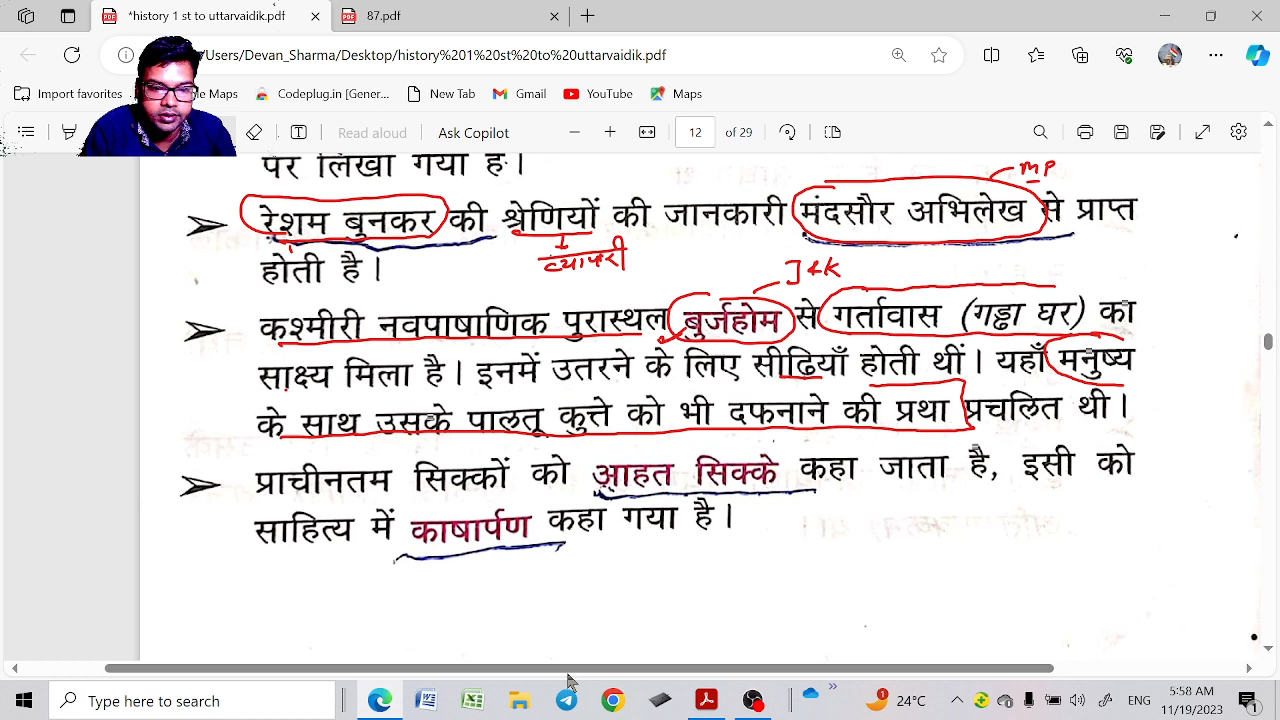 *history 1 st to uttarvaidik.pdf
87.pdf
/Users/Devan_Sharma/Desktop/history%201%20st%20to%20uttarvaidik.pdf
Import favorites
Maps
Codeplug.in [Gener...
New Tab
Gmail
YouTube
Maps
Read aloud
Ask Copilot
12 of 29
पर लिखा गया है।
MP
रेशम बुनकर की श्रेणियों की जानकारी मंदसौर अभिलेख से प्राप्त
व्यापारी
होती है।
J&K
कश्मीरी नवपाषाणिक पुरास्थल बुर्जहोम से गर्तावास (गड्ढा घर) का
साक्ष्य मिला है। इनमें उतरने के लिए सीढ़ियाँ होती थीं। यहाँ मनुष्य
के साथ उसके पालतू कुत्ते को भी दफनाने की प्रथा प्रचलित थी।
प्राचीनतम सिक्कों को आहत सिक्के कहा जाता है, इसी को
साहित्य में काषार्पण कहा गया है।
Type here to search
24°C
ENG
5:58 AM
11/19/2023
1